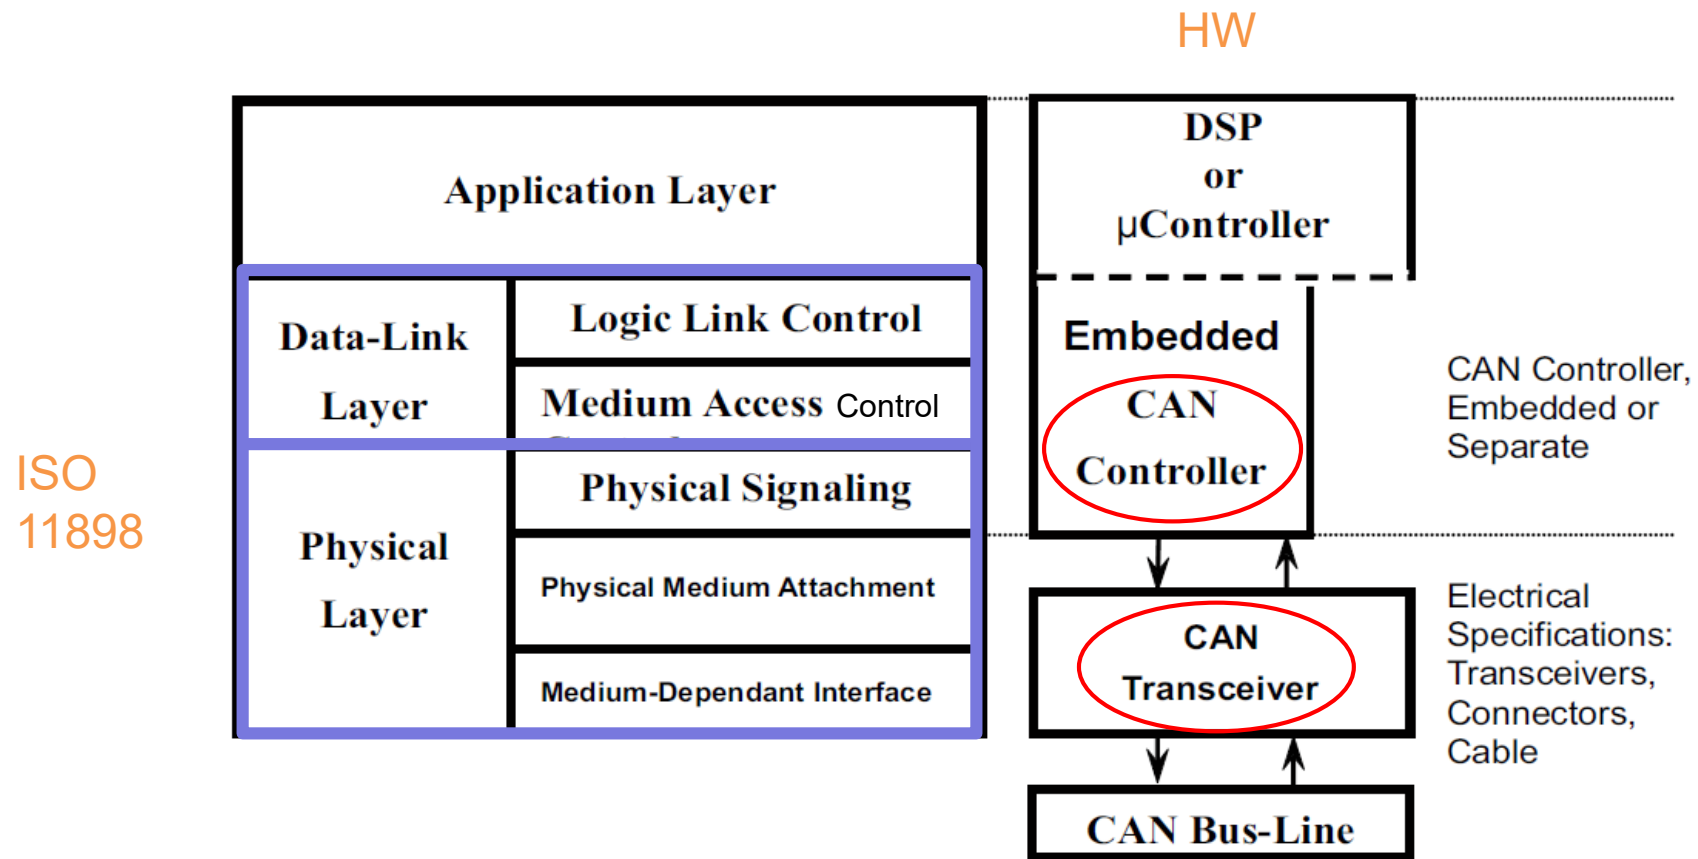 HW
Application Layer
DSP
or
µController
Data-Link
Layer
Logic Link Control
Medium Access Control
Embedded
CAN
Controller
CAN Controller,
Embedded or
Separate
ISO
11898
Physical
Layer
Physical Signaling
Physical Medium Attachment
Medium-Dependant Interface
CAN
Transceiver
Electrical
Specifications:
Transceivers,
Connectors,
Cable
CAN Bus-Line